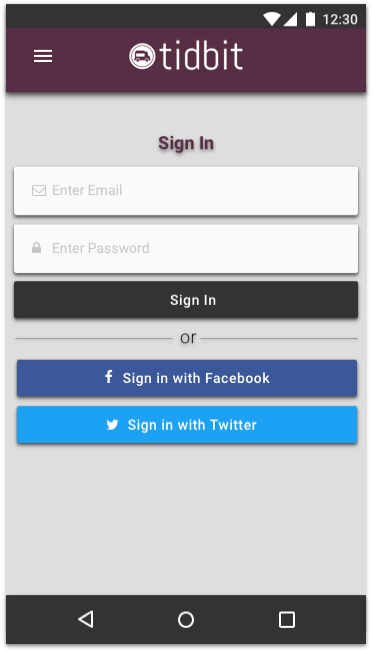 12:30
tidbit
Sign In
Enter Email
Enter Password
Sign In
or
Sign in with Facebook
Sign in with Twitter